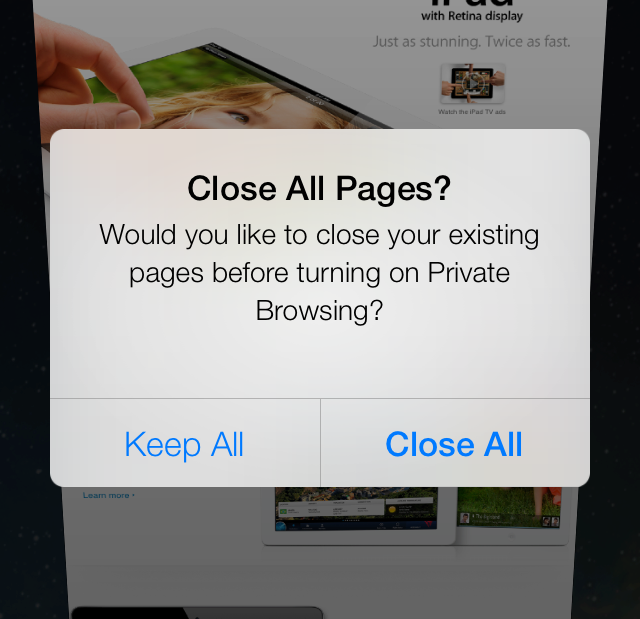 iPad
with Retina display
Just as stunning. Twice as fast.
Watch the iPad TV ads
Close All Pages?
Would you like to close your existing
pages before turning on Private
Browsing?
Keep All
Close All
Learn more ›